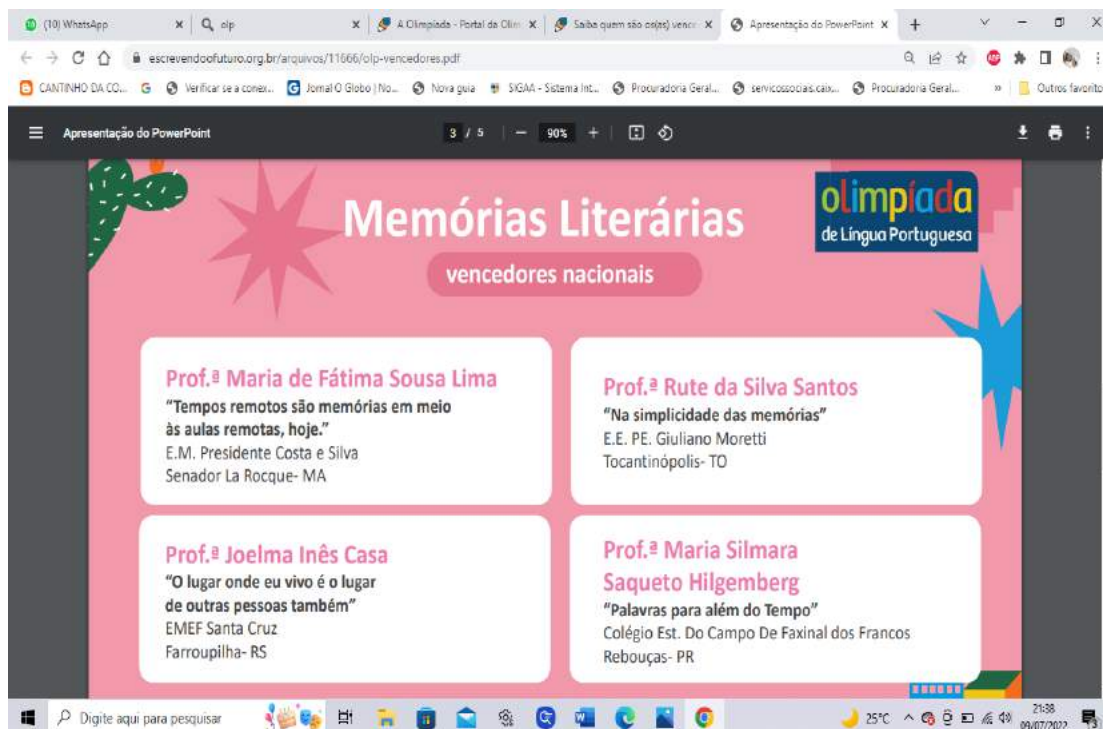 (10) WhatsApp
olp
A Olimpíada - Portal da Olim
Saiba quem são os(as) vence
Apresentação do PowerPoint
escrevendoofuturo.org.br/arquivos/11666/olp-vencedores.pdf
CANTINHO DA CO...
Verificar se a conex...
Jornal O Globo | No...
Nova guia
SIGAA - Sistema Int...
Procuradoria Geral...
servicossociais.caix...
Procuradoria Geral...
Outros favorito
Apresentação do PowerPoint
3 / 5
90%
Memórias Literárias
olimpíada
de Língua Portuguesa
vencedores nacionais
Prof.ª Maria de Fátima Sousa Lima
“Tempos remotos são memórias em meio
às aulas remotas, hoje.”
E.M. Presidente Costa e Silva
Senador La Rocque- MA
Prof.ª Rute da Silva Santos
“Na simplicidade das memórias”
E.E. PE. Giuliano Moretti
Tocantinópolis- TO
Prof.ª Joelma Inês Casa
“O lugar onde eu vivo é o lugar
de outras pessoas também”
EMEF Santa Cruz
Farroupilha- RS
Prof.ª Maria Silmara
Saqueto Hilgemberg
“Palavras para além do Tempo”
Colégio Est. Do Campo De Faxinal dos Francos
Rebouças- PR
Digite aqui para pesquisar
25°C
21:38
09/07/2022